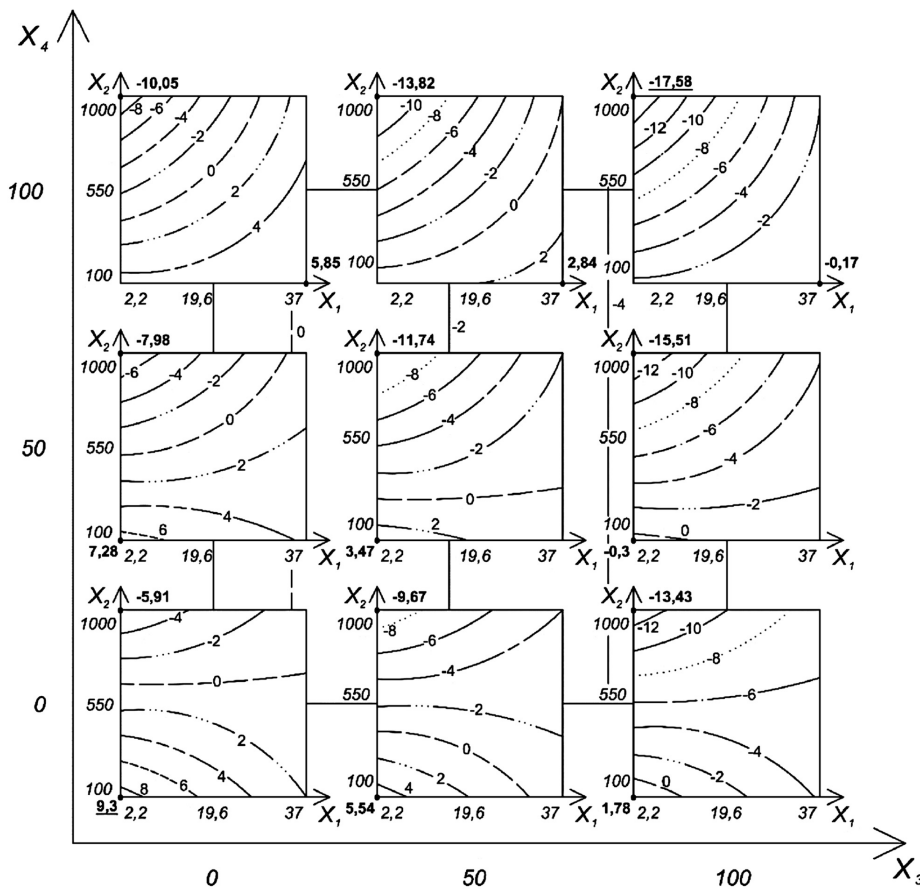 X₄
X₂ -10,05 X₂ -13,82 X₂ -17,58
1000 -8 -6 -4 -2 0 2 4
1000 -10 -8 -6 -4 -2 0 2
1000 -12 -10 -8 -6 -4 -2
100
550 550 550
100 5,85 100 2,84 100 -0,17
2,2 19,6 37 X₁ 2,2 19,6 37 X₁ -4 2,2 19,6 37 X₁
0 -2
X₂ -7,98 X₂ -11,74 X₂ -15,51
1000 -6 -4 -2 0 2 4 6
1000 -8 -6 -4 -2 0 2
1000 -12 -10 -8 -6 -4 -2 0
50
550 550 550
100 100 100
7,28 2,2 19,6 37 X₁ 3,47 2,2 19,6 37 X₁ -0,3 2,2 19,6 37 X₁
X₂ -5,91 X₂ -9,67 X₂ -13,43
1000 -4 -2 0 2 4 6 8
1000 -8 -6 -4 -2 0 2 4
1000 -12 -10 -8 -6 -4 -2 0
0
550 550 550
100 100 100
9,3 2,2 19,6 37 X₁ 5,54 2,2 19,6 37 X₁ 1,78 2,2 19,6 37 X₁
0 50 100 X₃